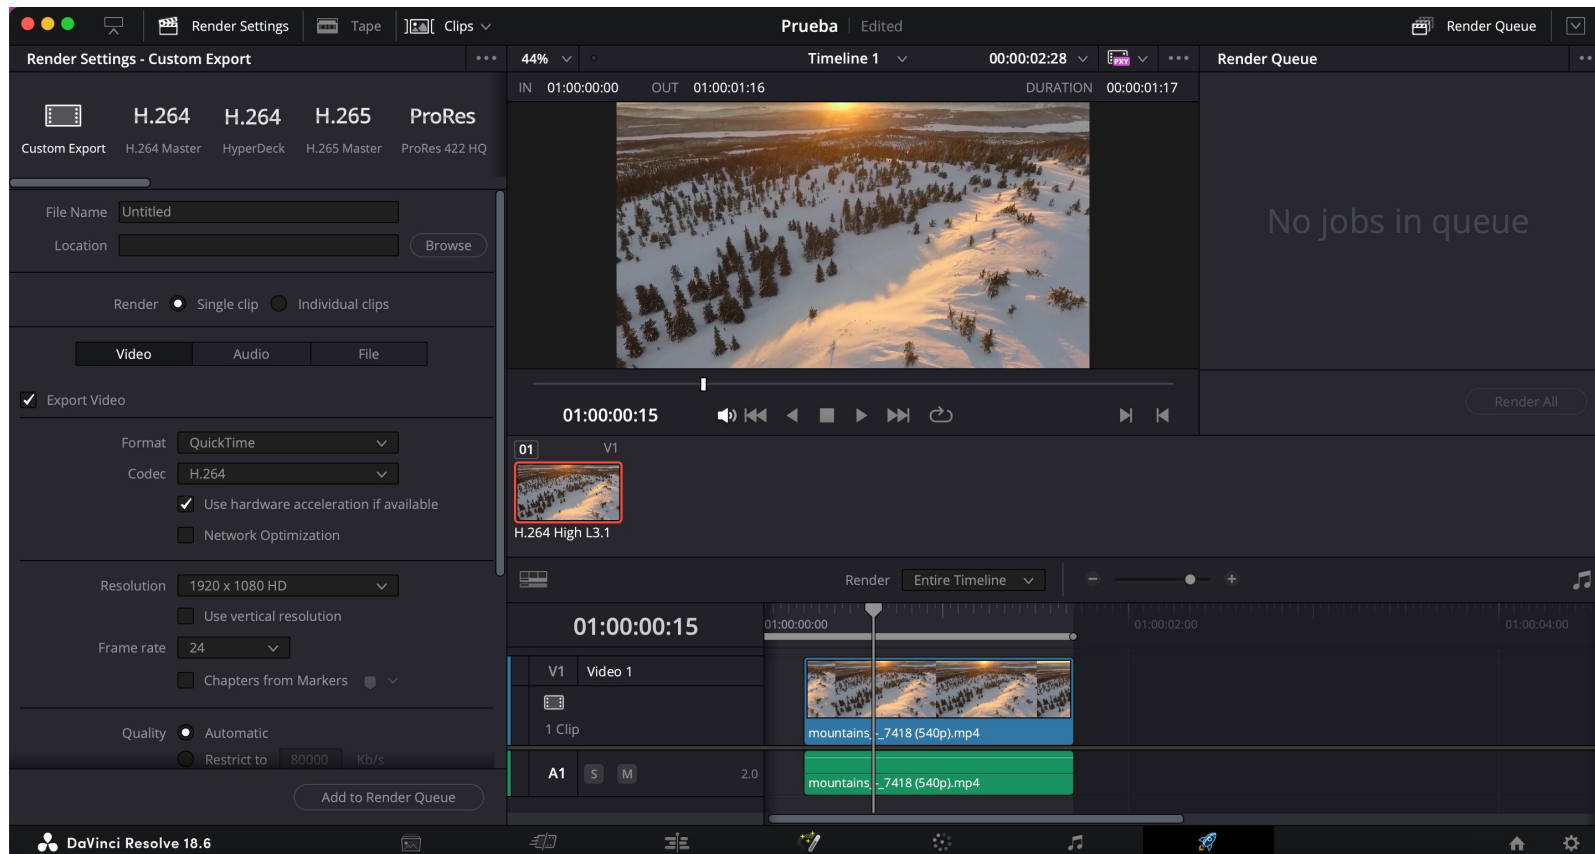 Render Settings
Tape
Clips
Prueba
Edited
Render Queue
Render Settings - Custom Export
44%
Timeline 1
00:00:02:28
PXY
Render Queue
IN 01:00:00:00
OUT 01:00:01:16
DURATION 00:00:01:17
H.264
H.264
H.265
ProRes
Custom Export
H.264 Master
HyperDeck
H.265 Master
ProRes 422 HQ
File Name Untitled
Location
Browse
Render Single clip Individual clips
Video
Audio
File
Export Video
Format QuickTime
Codec H.264
Use hardware acceleration if available
Network Optimization
Resolution 1920 x 1080 HD
Use vertical resolution
Frame rate 24
Chapters from Markers
Quality Automatic
Restrict to 80000 Kb/s
Add to Render Queue
No jobs in queue
Render All
01:00:00:15
01 V1
H.264 High L3.1
Render Entire Timeline
01:00:00:15
01:00:00:00
01:00:02:00
01:00:04:00
V1 Video 1
1 Clip
mountains_-_7418 (540p).mp4
A1 S M 2.0
mountains_-_7418 (540p).mp4
DaVinci Resolve 18.6